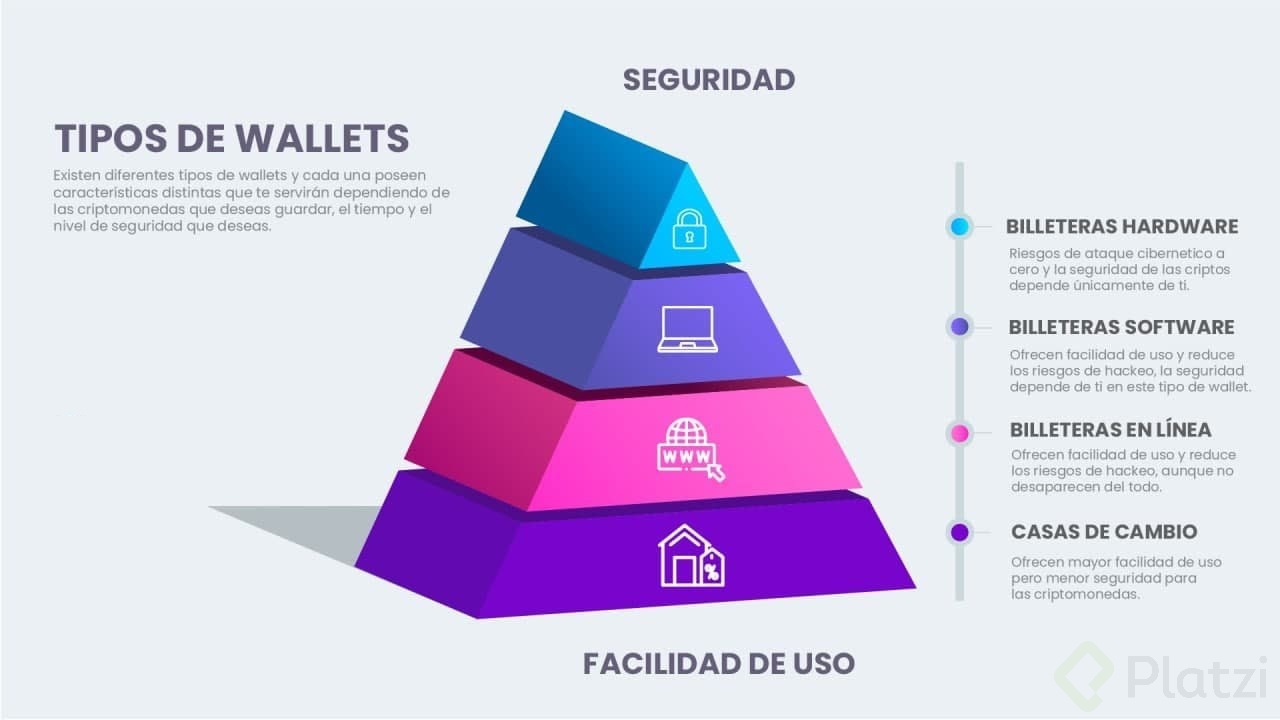 SEGURIDAD
TIPOS DE WALLETS
Existen diferentes tipos de wallets y cada una poseen
características distintas que te servirán dependiendo de
las criptomonedas que deseas guardar, el tiempo y el
nivel de seguridad que deseas.
BILLETERAS HARDWARE
Riesgos de ataque cibernetico a
cero y la seguridad de las criptos
depende únicamente de ti.
BILLETERAS SOFTWARE
Ofrecen facilidad de uso y reduce
los riesgos de hackeo, la seguridad
depende de ti en este tipo de wallet.
BILLETERAS EN LÍNEA
Ofrecen facilidad de uso y reduce
los riesgos de hackeo, aunque no
desaparecen del todo.
WWW
CASAS DE CAMBIO
Ofrecen mayor facilidad de uso
pero menor seguridad para
las criptomonedas.
%
FACILIDAD DE USO
Platzi